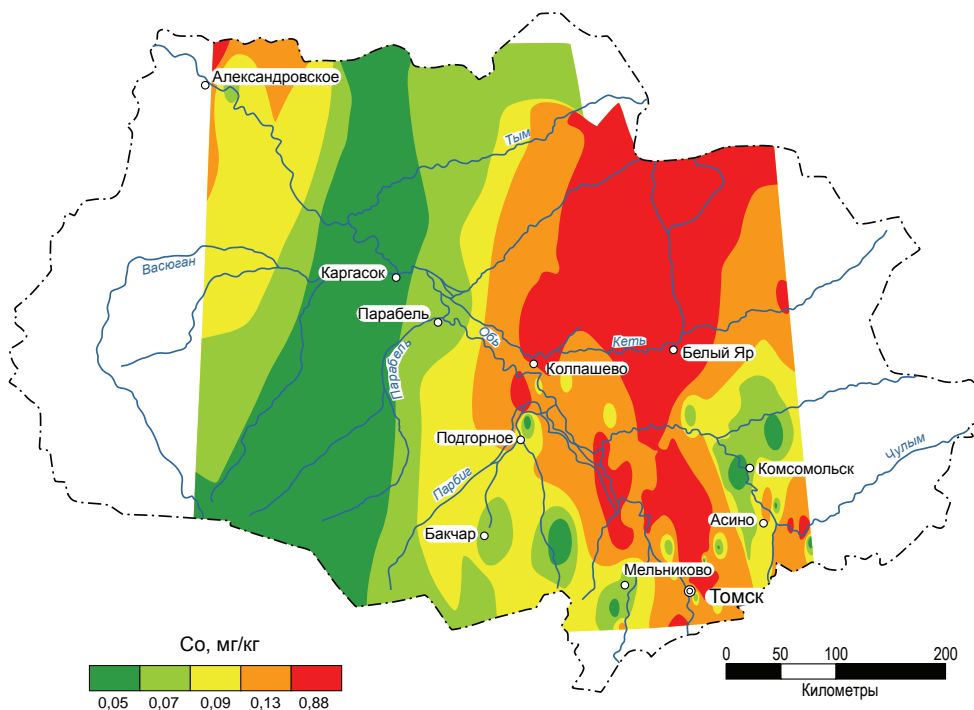 Александровское
Тым
Васюган
Каргасок
Парабель
Обь
Кеть
Белый Яр
Колпашево
Парабель
Подгорное
Чулым
Комсомольск
Парбиг
Асино
Бакчар
Мельниково
Томск
Co, мг/кг
0,05 0,07 0,09 0,13 0,88
0 50 100 200
Километры